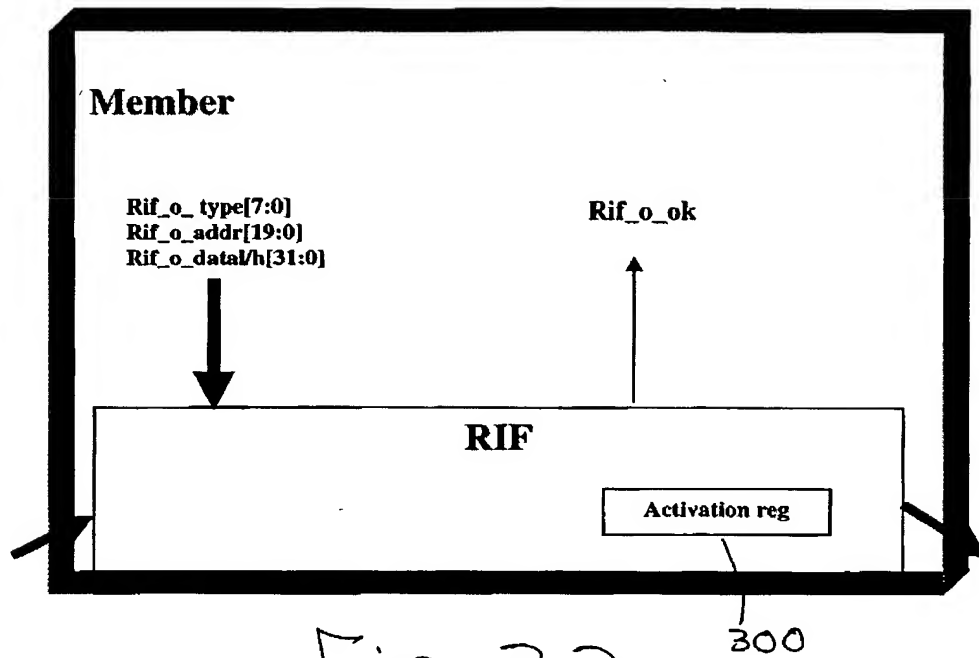 Member
Rif_o_ type[7:0]
Rif_o_addr[19:0]
Rif_o_datal/h[31:0]
Rif_o_ok
RIF
Activation reg
300